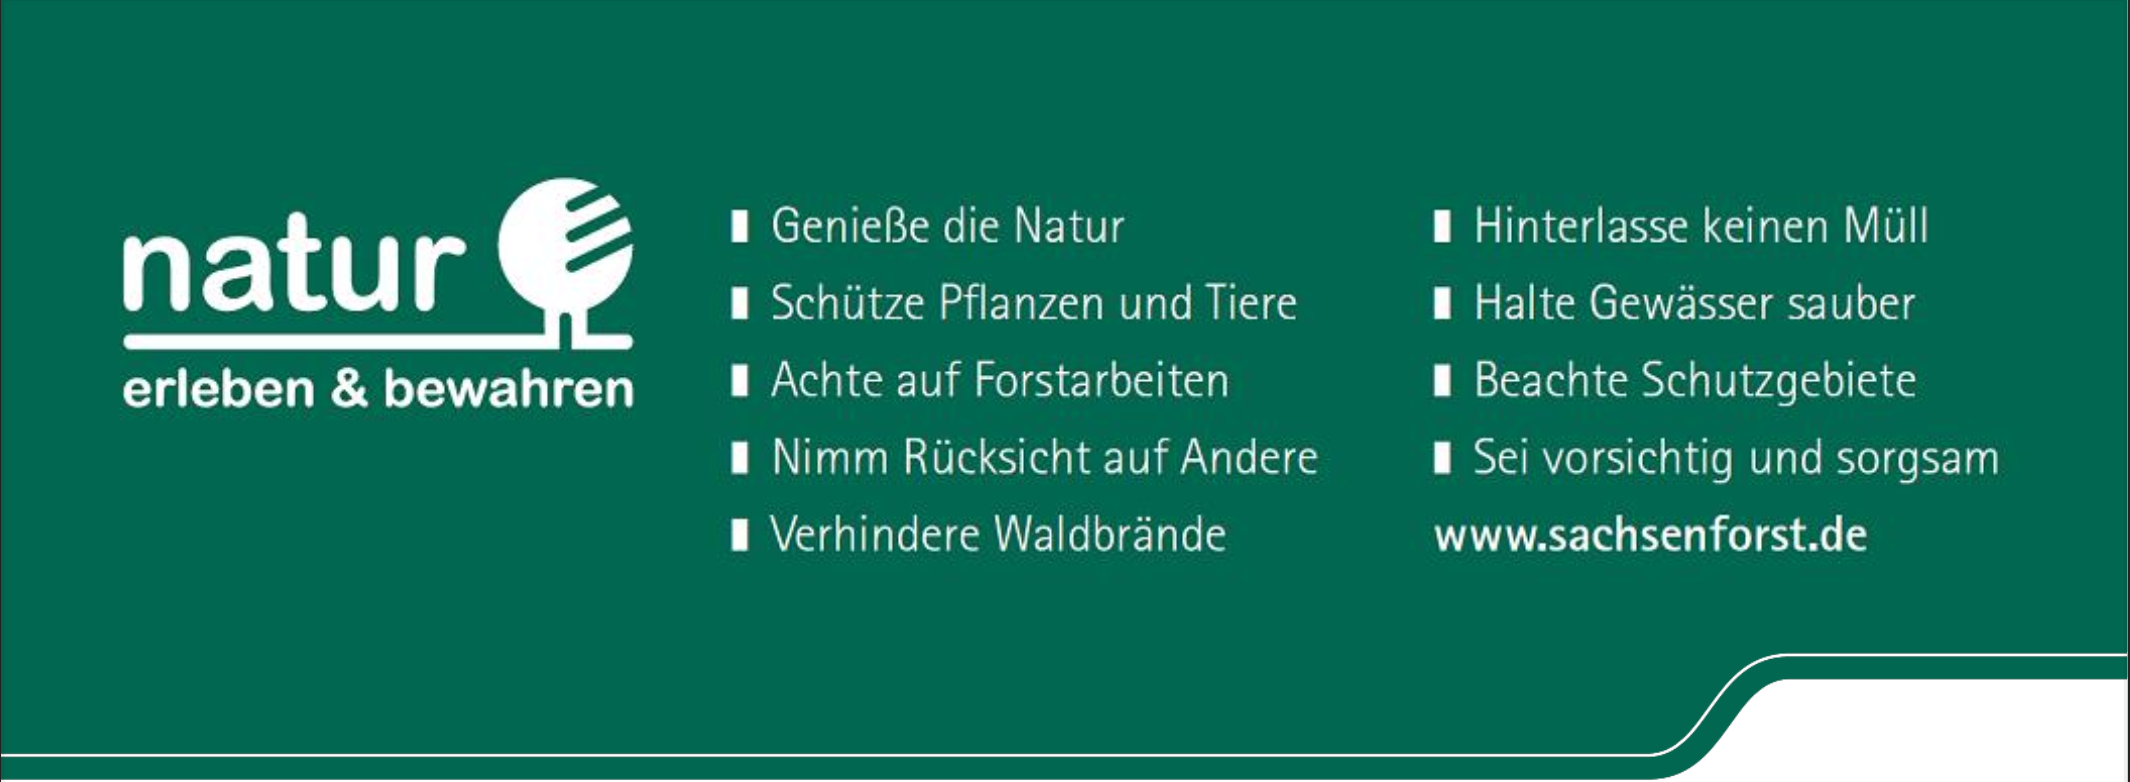 natur
erleben & bewahren
Genieße die Natur
Schütze Pflanzen und Tiere
Achte auf Forstarbeiten
Nimm Rücksicht auf Andere
Verhindere Waldbrände
Hinterlasse keinen Müll
Halte Gewässer sauber
Beachte Schutzgebiete
Sei vorsichtig und sorgsam
www.sachsenforst.de